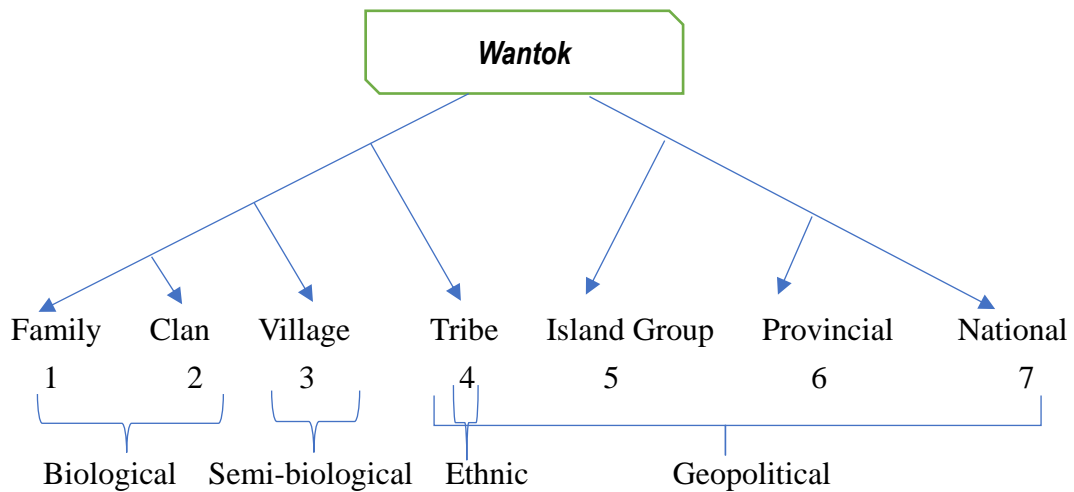 Wantok
Family Clan Village Tribe Island Group Provincial National
1 2 3 4 5 6 7
Biological Semi-biological Ethnic Geopolitical